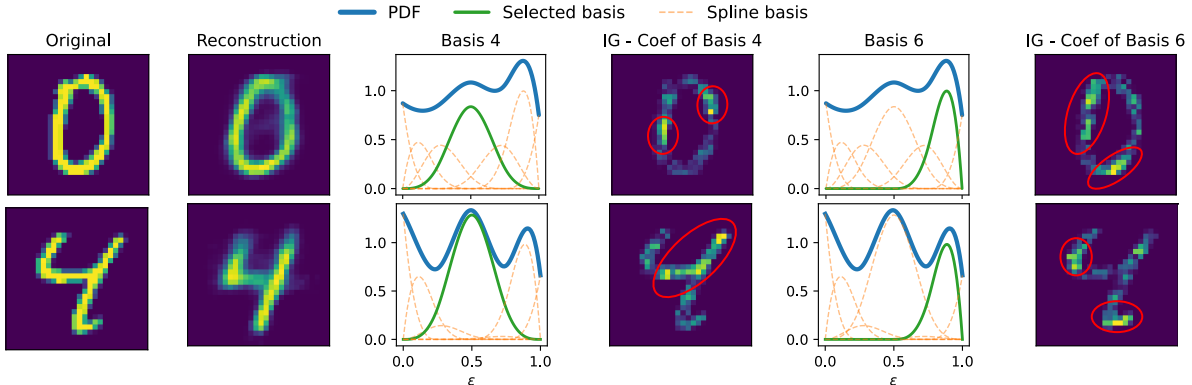 PDF Selected basis Spline basis
Original Reconstruction Basis 4 IG - Coef of Basis 4 Basis 6 IG - Coef of Basis 6
1.0 1.0
0.5 0.5
0.0 0.0
1.0 1.0
0.5 0.5
0.0 0.0
0.0 0.5 1.0 0.0 0.5 1.0
ε ε